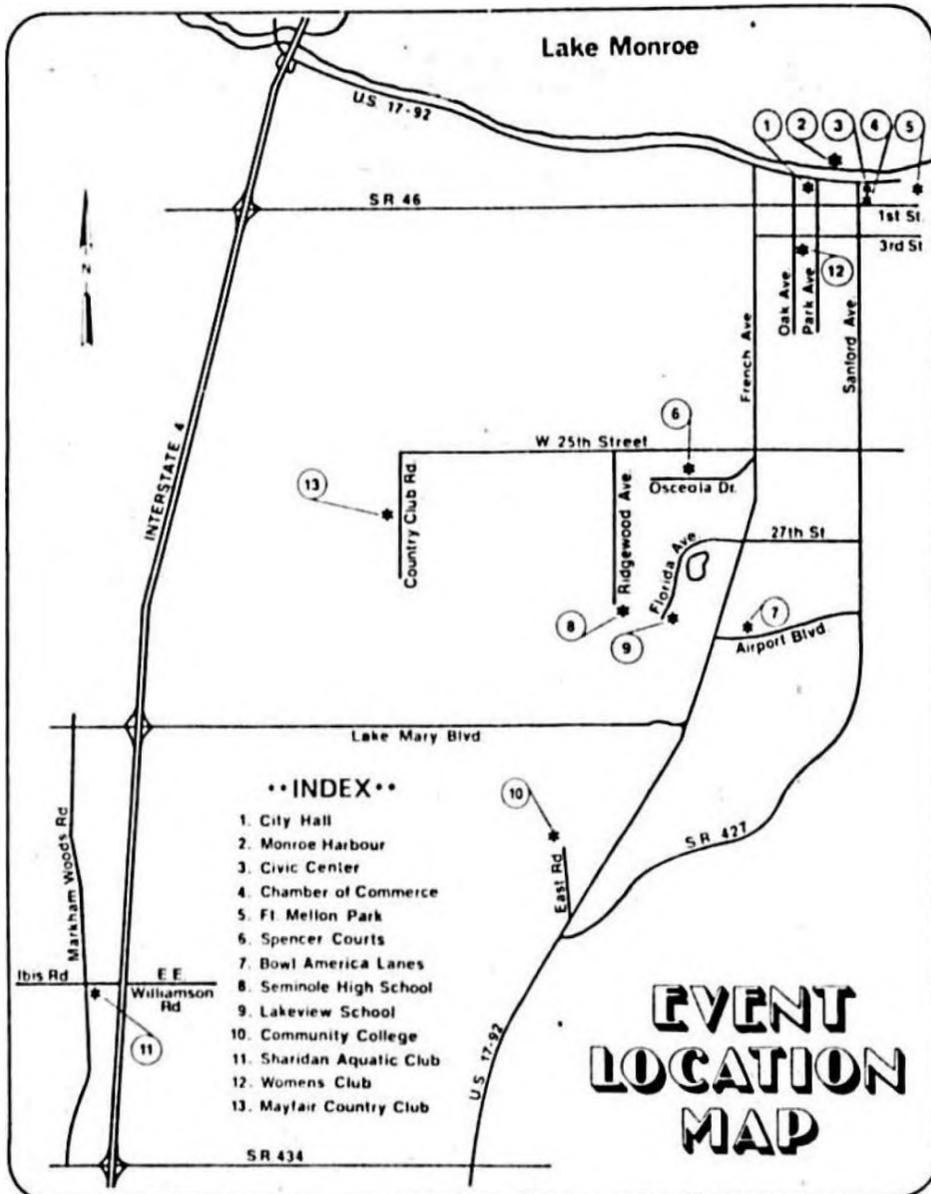 Lake Monroe
U.S. 17-92
1
2
3
4
5
SR 46
1st St.
3rd St
N
12
Oak Ave
Park Ave
French Ave
Sanford Ave.
6
W 25th Street
INTERSTATE 4
13
Country Club Rd.
Ridgewood Ave.
Osceola Dr.
Florida Ave
27th St
8
9
7
Airport Blvd.
Lake Mary Blvd
••INDEX••
1. City Hall
2. Monroe Harbour
3. Civic Center
4. Chamber of Commerce
5. Ft. Mellon Park
6. Spencer Courts
7. Bowl America Lanes
8. Seminole High School
9. Lakeview School
10. Community College
11. Sharidan Aquatic Club
12. Womens Club
13. Mayfair Country Club
10
East Rd
SR 427
Markham Woods Rd
Ibis Rd
E.E.
Williamson
Rd
11
U.S. 17-92
SR 434
EVENT
LOCATION
MAP